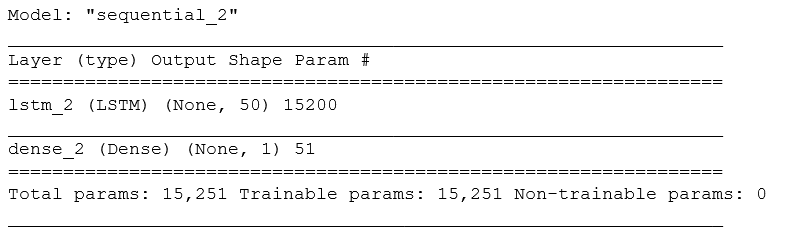 Model: "sequential_2"
_________________________________________________________________
Layer (type) Output Shape Param #
=================================================================
lstm_2 (LSTM) (None, 50) 15200
_________________________________________________________________
dense_2 (Dense) (None, 1) 51
=================================================================
Total params: 15,251 Trainable params: 15,251 Non-trainable params: 0
_________________________________________________________________